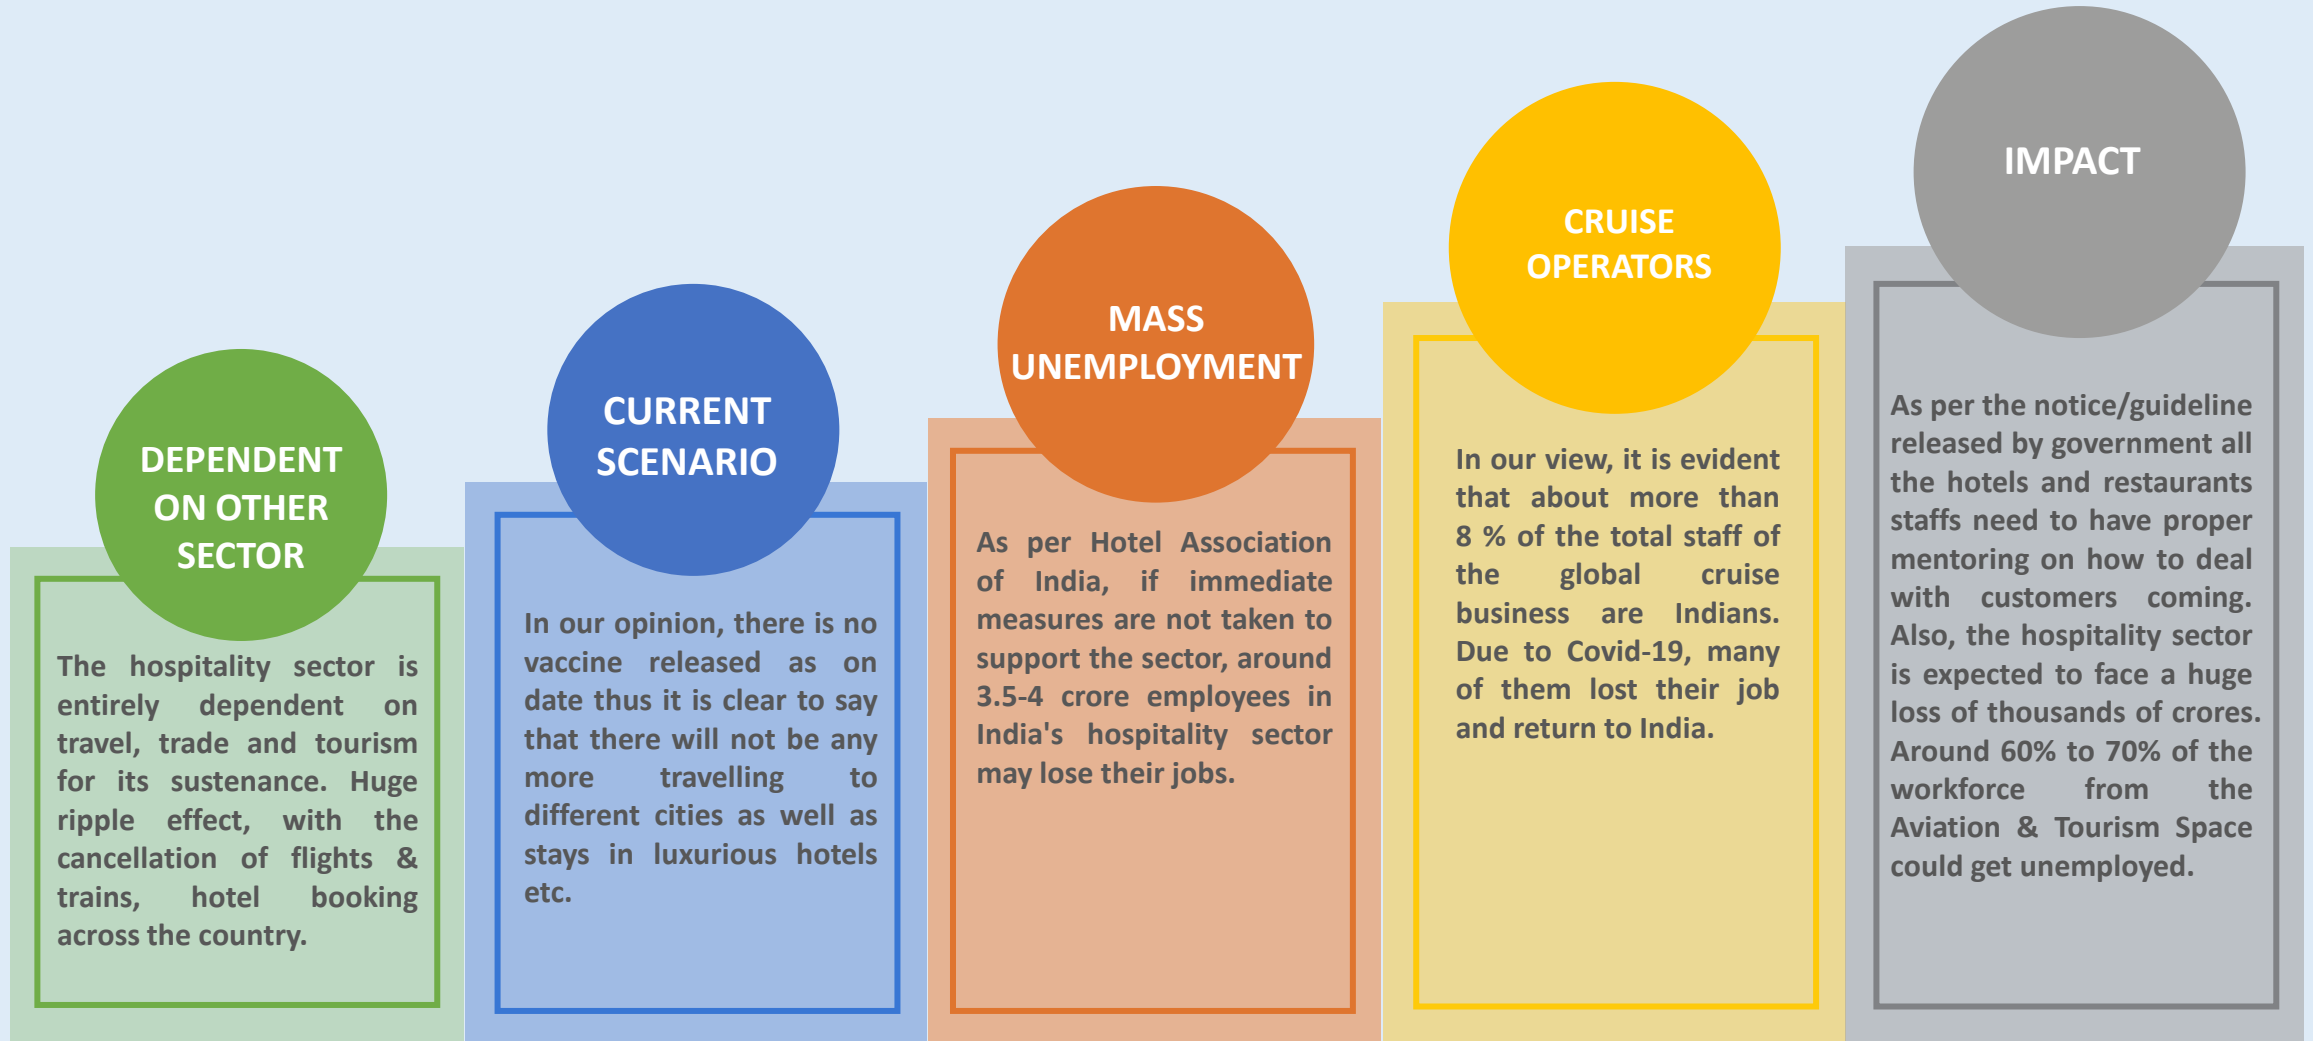 DEPENDENT
ON OTHER
SECTOR
The hospitality sector is
entirely dependent on
travel, trade and tourism
for its sustenance. Huge
ripple effect, with the
cancellation of flights &
trains, hotel booking
across the country.
CURRENT
SCENARIO
In our opinion, there is no
vaccine released as on
date thus it is clear to say
that there will not be any
more travelling to
different cities as well as
stays in luxurious hotels
etc.
MASS
UNEMPLOYMENT
As per Hotel Association
of India, if immediate
measures are not taken to
support the sector, around
3.5-4 crore employees in
India's hospitality sector
may lose their jobs.
CRUISE
OPERATORS
In our view, it is evident
that about more than
8 % of the total staff of
the global cruise
business are Indians.
Due to Covid-19, many
of them lost their job
and return to India.
IMPACT
As per the notice/guideline
released by government all
the hotels and restaurants
staffs need to have proper
mentoring on how to deal
with customers coming.
Also, the hospitality sector
is expected to face a huge
loss of thousands of crores.
Around 60% to 70% of the
workforce from the
Aviation & Tourism Space
could get unemployed.